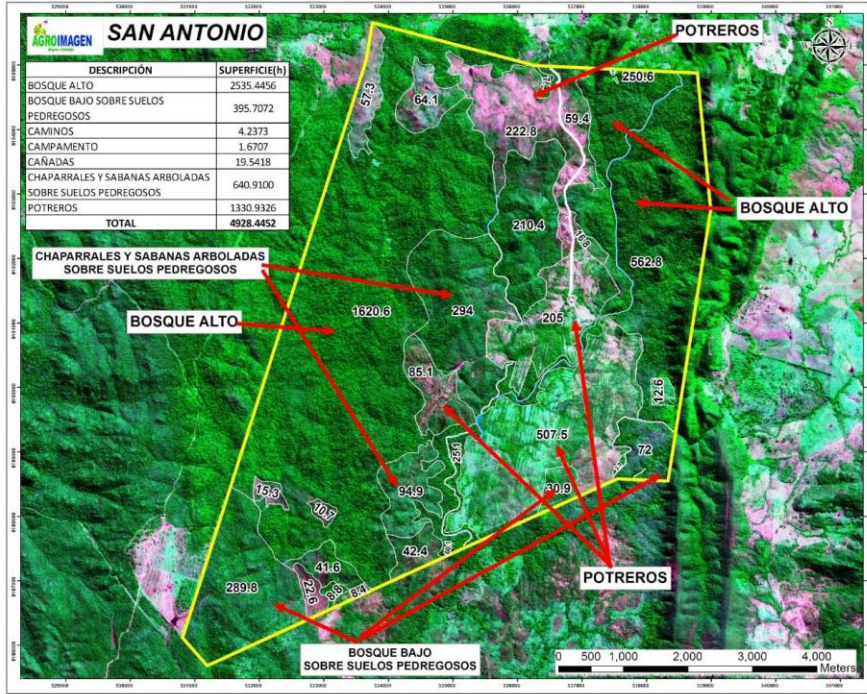 AGROIMAGEN
SAN ANTONIO
DESCRIPCIÓN SUPERFICIE(h)
BOSQUE ALTO 2535.4456
BOSQUE BAJO SOBRE SUELOS
PEDREGOSOS 395.7072
CAMINOS 4.2373
CAMPAMENTO 1.6707
CAÑADAS 19.5418
CHAPARRALES Y SABANAS ARBOLADAS
SOBRE SUELOS PEDREGOSOS 640.9100
POTREROS 1330.9326
TOTAL 4928.4452
POTREROS
N
250.6
57.3
64.1
59.4
222.8
BOSQUE ALTO
210.4
168
562.8
CHAPARRALES Y SABANAS ARBOLADAS
SOBRE SUELOS PEDREGOSOS
BOSQUE ALTO
1620.6
294
205
85.1
12.6
507.5
72
25.1
94.9
30.9
15.3
10.7
42.4
POTREROS
41.6
289.8
22.6
8.8
8.4
BOSQUE BAJO
SOBRE SUELOS PEDREGOSOS
0 500 1,000 2,000 3,000 4,000
Meters